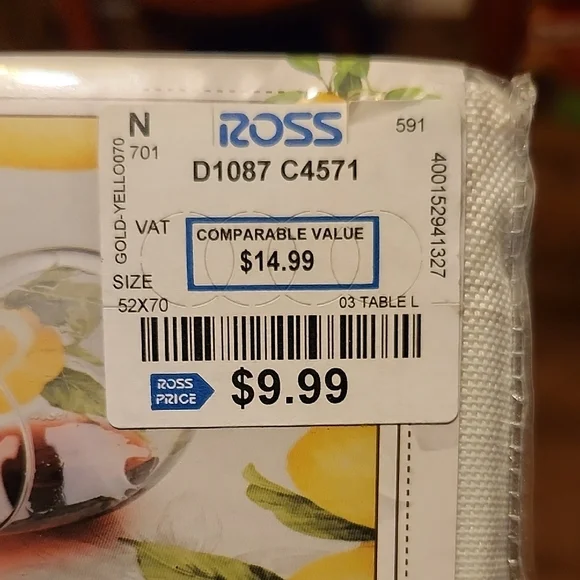 N
ROSS
591
701
D1087 C4571
GOLD-YELLO070
400152941327
VAT
COMPARABLE VALUE
$14.99
SIZE
52X70
03 TABLE L
ROSS
PRICE
$9.99